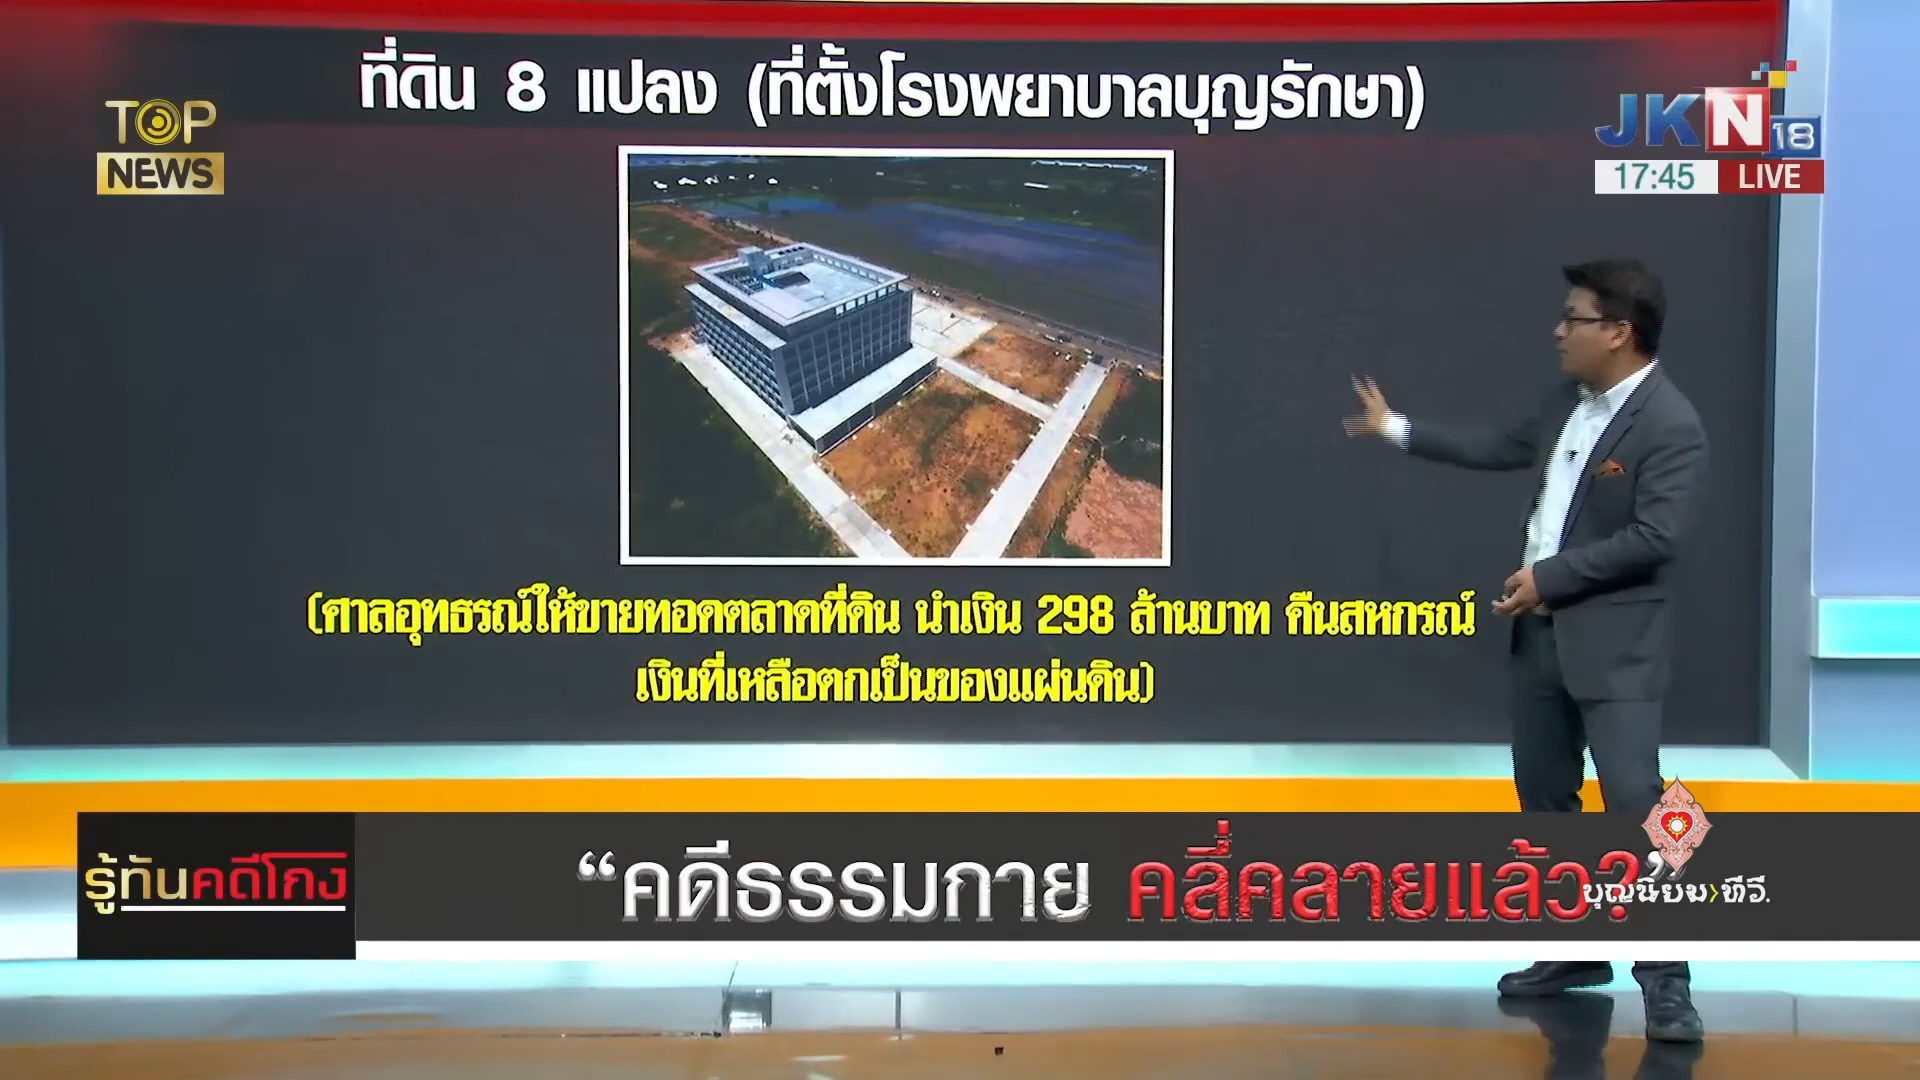 ที่ดิน 8 แปลง (ที่ตั้งโรงพยาบาลบุญรักษา)
TOP
NEWS
JKN18
17:45 LIVE
(ศาลอุทธรณ์ให้ขายทอดตลาดที่ดิน นำเงิน 298 ล้านบาท คืนสหกรณ์
เงินที่เหลือตกเป็นของแผ่นดิน)
รู้ทันคดีโกง
“คดีธรรมกาย คลี่คลายแล้ว?”
บุญนิยม>ทีวี.